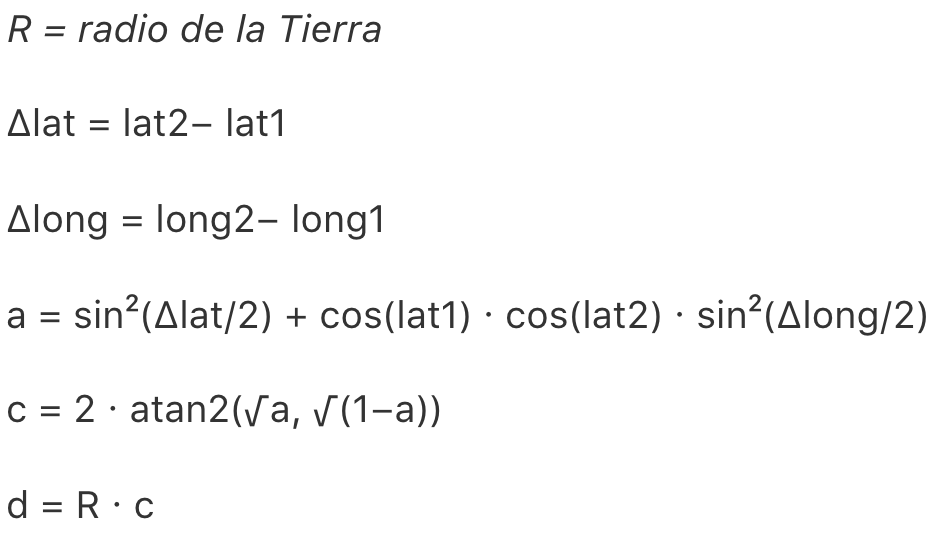 R = radio de la Tierra
Δlat = lat2− lat1
Δlong = long2− long1
a = sin²(Δlat/2) + cos(lat1) · cos(lat2) · sin²(Δlong/2)
c = 2 · atan2(√a, √(1−a))
d = R · c